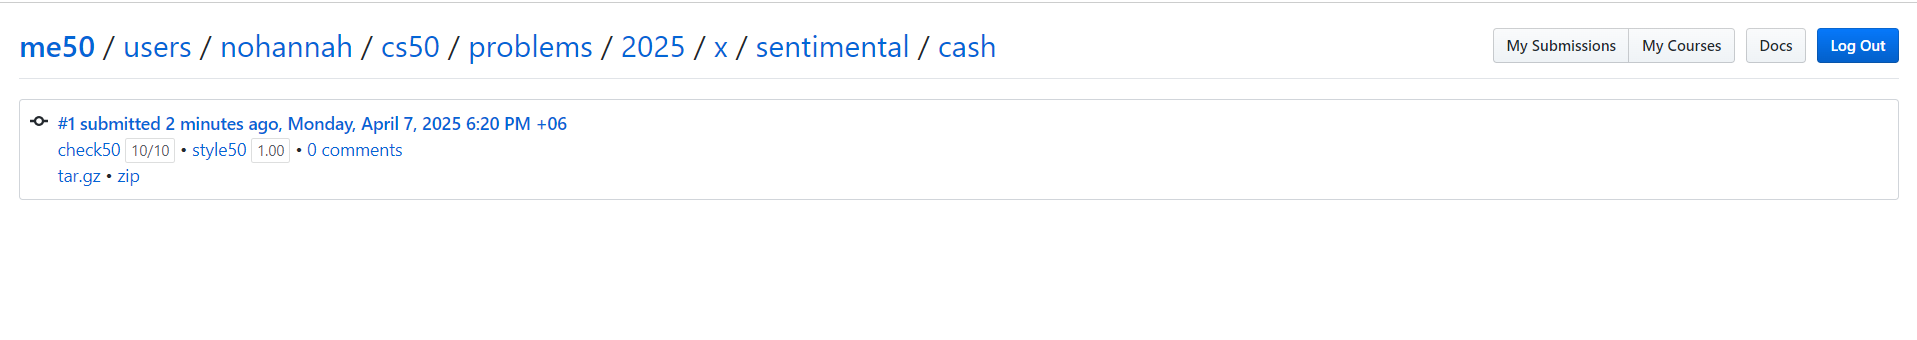 me50 / users / nohannah / cs50 / problems / 2025 / x / sentimental / cash
My Submissions My Courses Docs Log Out
#1 submitted 2 minutes ago, Monday, April 7, 2025 6:20 PM +06
check50 10/10 • style50 1.00 • 0 comments
tar.gz • zip